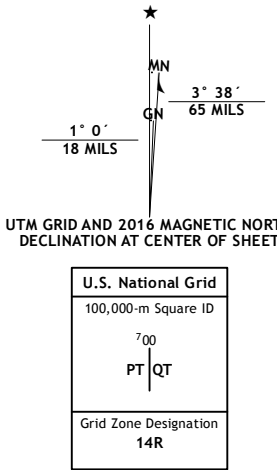 ★
MN
3° 38´
65 MILS
GN
1° 0´
18 MILS
UTM GRID AND 2016 MAGNETIC NORT
DECLINATION AT CENTER OF SHEET
U.S. National Grid
100,000-m Square ID
⁷00
PT QT
Grid Zone Designation
14R